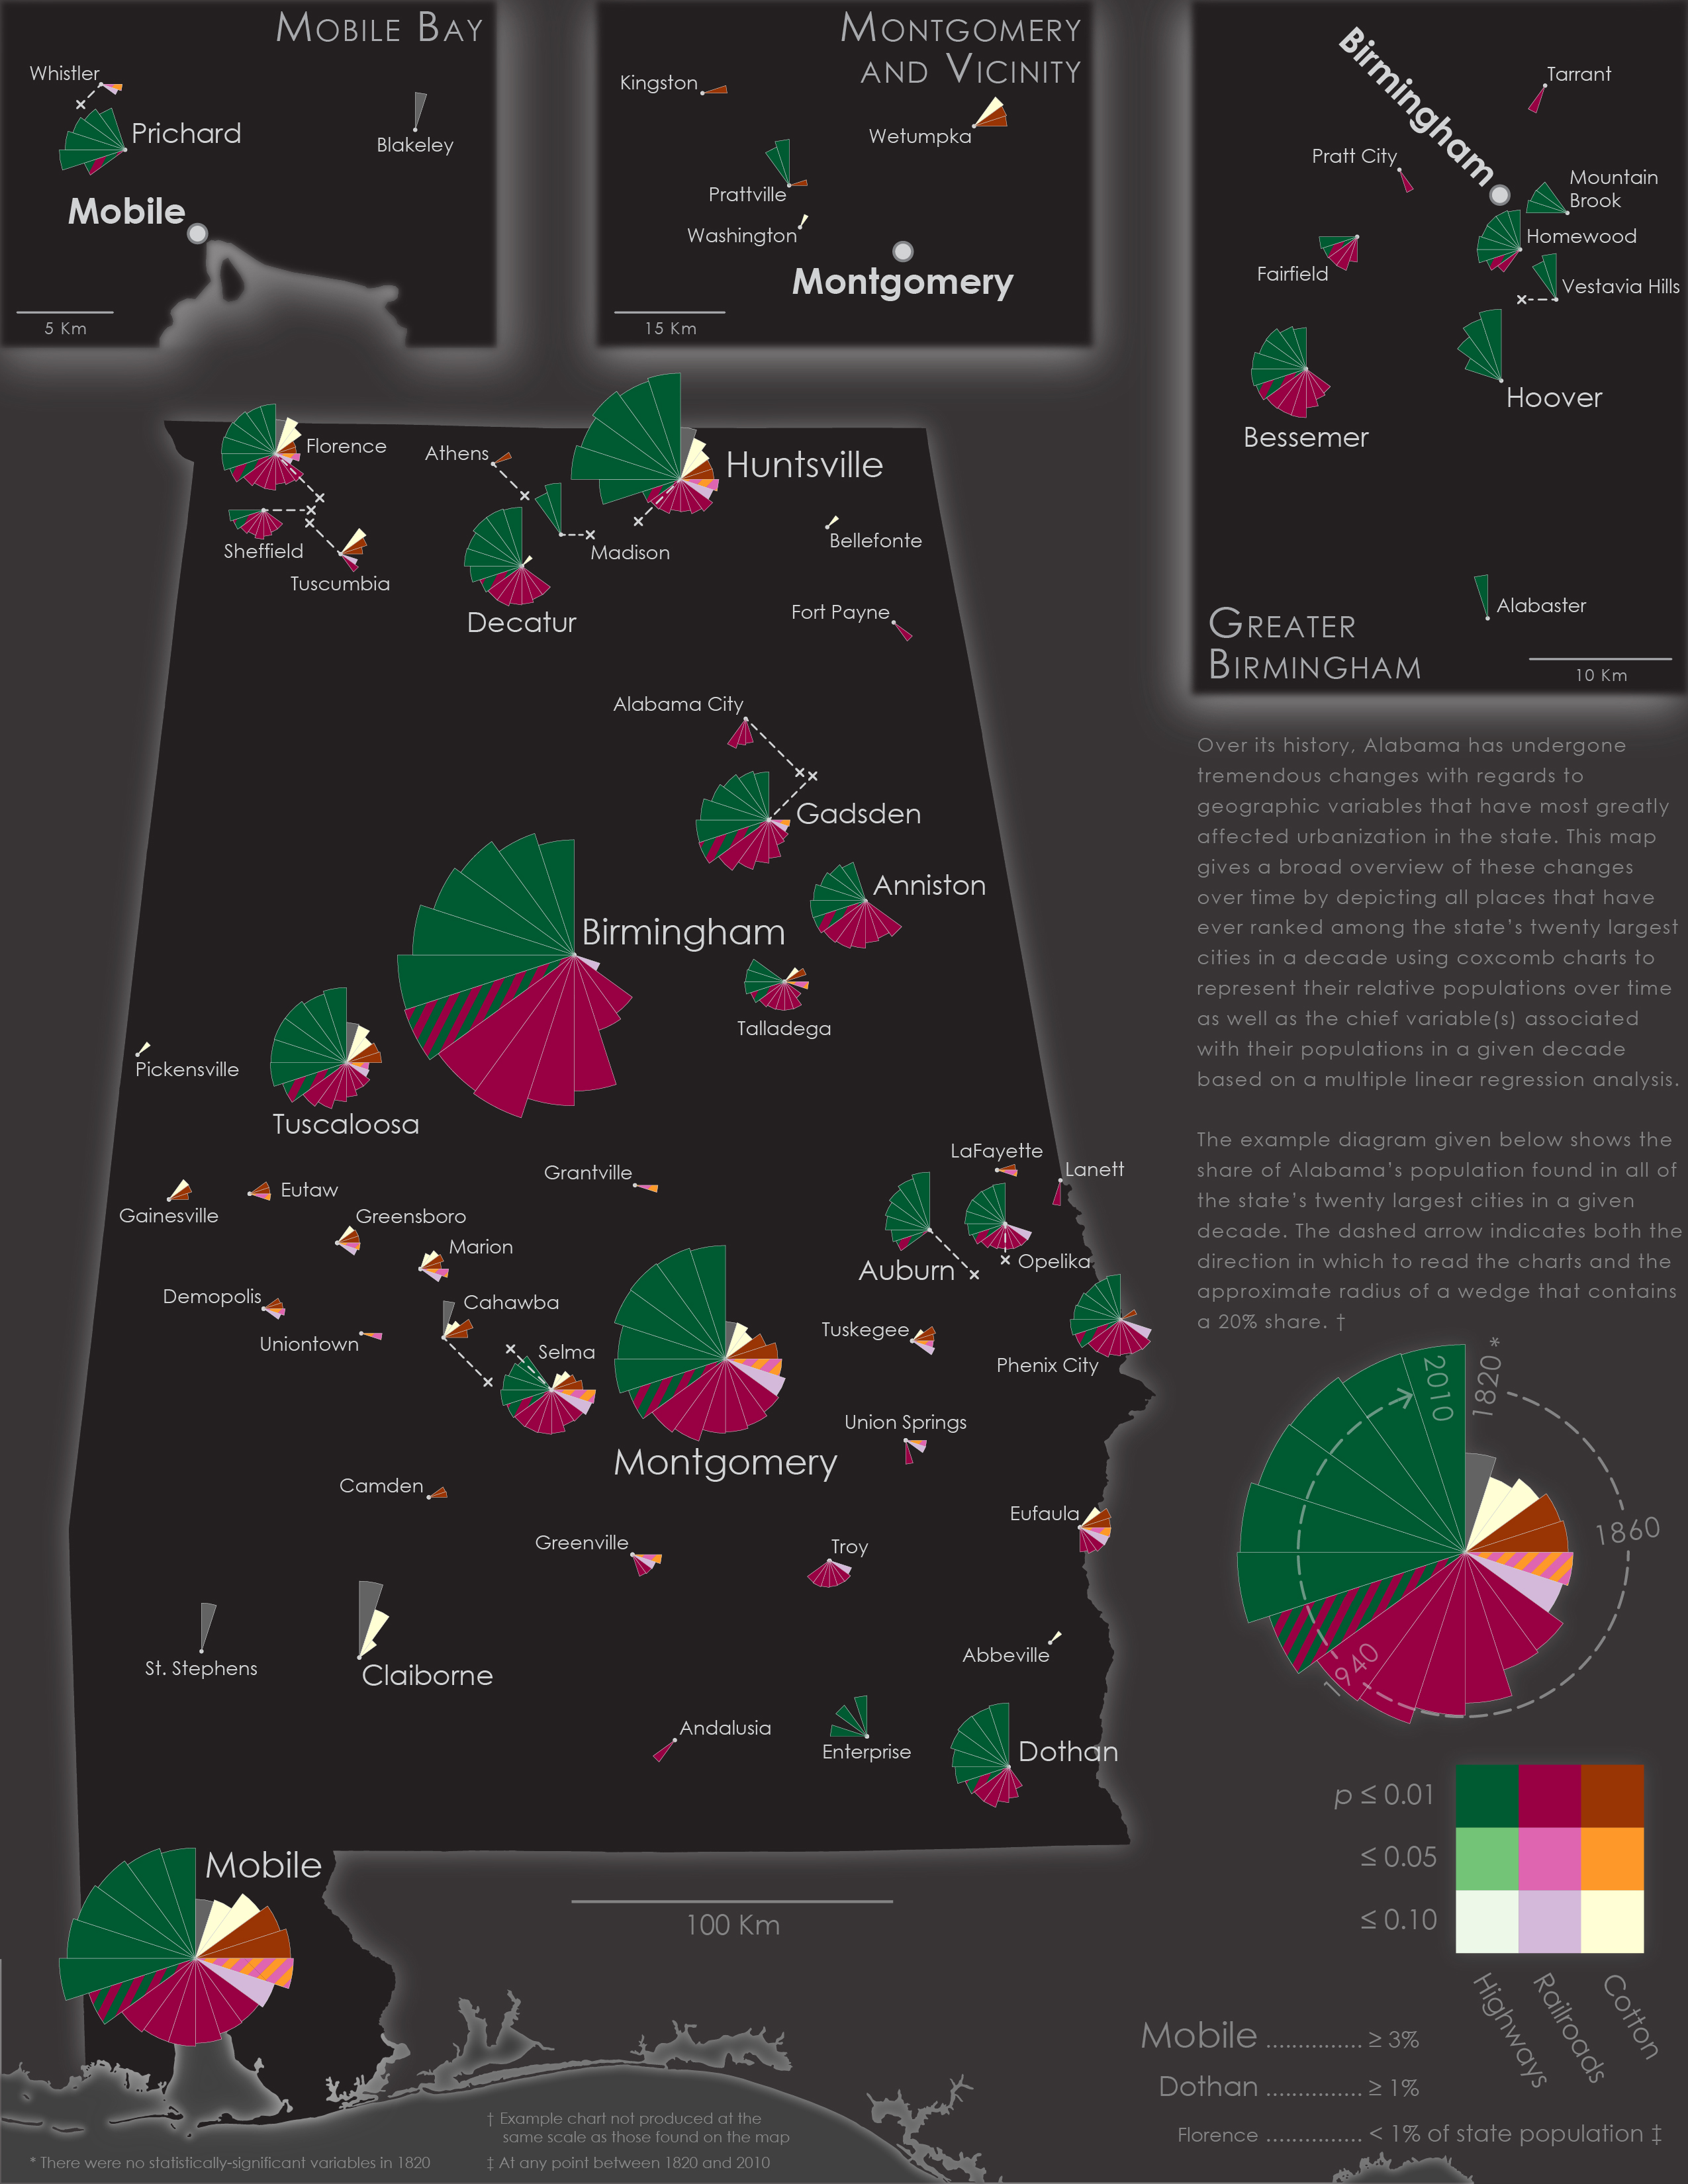 MOBILE BAY
Whistler
Prichard
Blakeley
Mobile
5 Km
MONTGOMERY
AND VICINITY
Kingston
Wetumpka
Prattville
Washington
Montgomery
15 Km
Birmingham
Tarrant
Pratt City
Mountain
Brook
Homewood
Fairfield
Vestavia Hills
Hoover
Bessemer
Alabaster
GREATER
BIRMINGHAM
10 Km
Florence
Athens
Huntsville
Bellefonte
Sheffield
Madison
Tuscumbia
Decatur
Fort Payne
Alabama City
Gadsden
Anniston
Birmingham
Talladega
Pickensville
Tuscaloosa
LaFayette
Lanett
Grantville
Gainesville
Eutaw
Greensboro
Marion
Auburn
Opelika
Demopolis
Cahawba
Uniontown
Selma
Tuskegee
Phenix City
Union Springs
Montgomery
Camden
Eufaula
Greenville
Troy
St. Stephens
Claiborne
Abbeville
Andalusia
Enterprise
Dothan
Mobile
100 Km
Over its history, Alabama has undergone
tremendous changes with regards to
geographic variables that have most greatly
affected urbanization in the state. This map
gives a broad overview of these changes
over time by depicting all places that have
ever ranked among the state’s twenty largest
cities in a decade using coxcomb charts to
represent their relative populations over time
as well as the chief variable(s) associated
with their populations in a given decade
based on a multiple linear regression analysis.
The example diagram given below shows the
share of Alabama’s population found in all of
the state’s twenty largest cities in a given
decade. The dashed arrow indicates both the
direction in which to read the charts and the
approximate radius of a wedge that contains
a 20% share. †
2010
1820*
1860
1940
p ≤ 0.01
≤ 0.05
≤ 0.10
Highways
Railroads
Cotton
Mobile ............... ≥ 3%
Dothan ............... ≥ 1%
Florence ............... < 1% of state population ‡
† Example chart not produced at the
same scale as those found on the map
* There were no statistically-significant variables in 1820
‡ At any point between 1820 and 2010